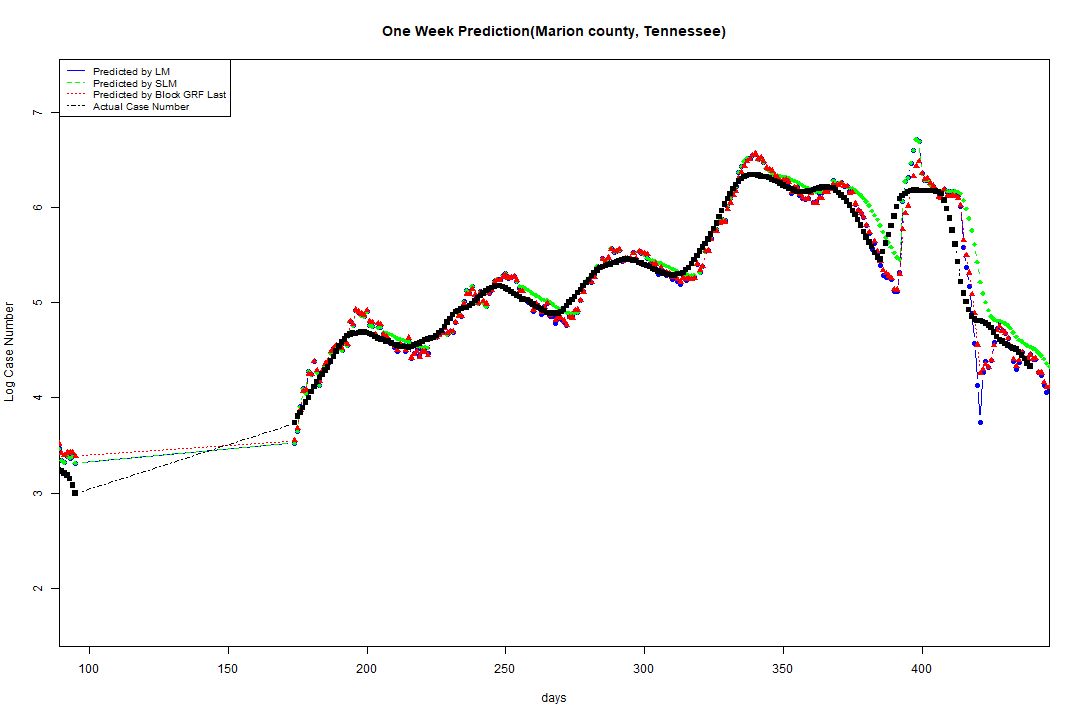 One Week Prediction(Marion county, Tennessee)
Predicted by LM
Predicted by SLM
Predicted by Block GRF Last
Actual Case Number
7
6
5
4
3
2
Log Case Number
100 150 200 250 300 350 400
days